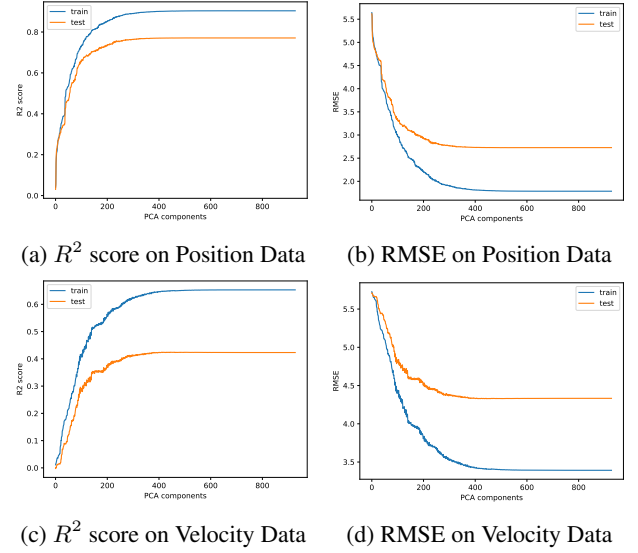 train
test
0.8
0.6
0.4
0.2
0.0
R2 score
0 200 400 600 800
PCA components
(a) R² score on Position Data
train
test
5.5
5.0
4.5
4.0
3.5
3.0
2.5
2.0
RMSE
0 200 400 600 800
PCA components
(b) RMSE on Position Data
train
test
0.6
0.5
0.4
0.3
0.2
0.1
0.0
R2 score
0 200 400 600 800
PCA components
(c) R² score on Velocity Data
train
test
5.5
5.0
4.5
4.0
3.5
RMSE
0 200 400 600 800
PCA components
(d) RMSE on Velocity Data